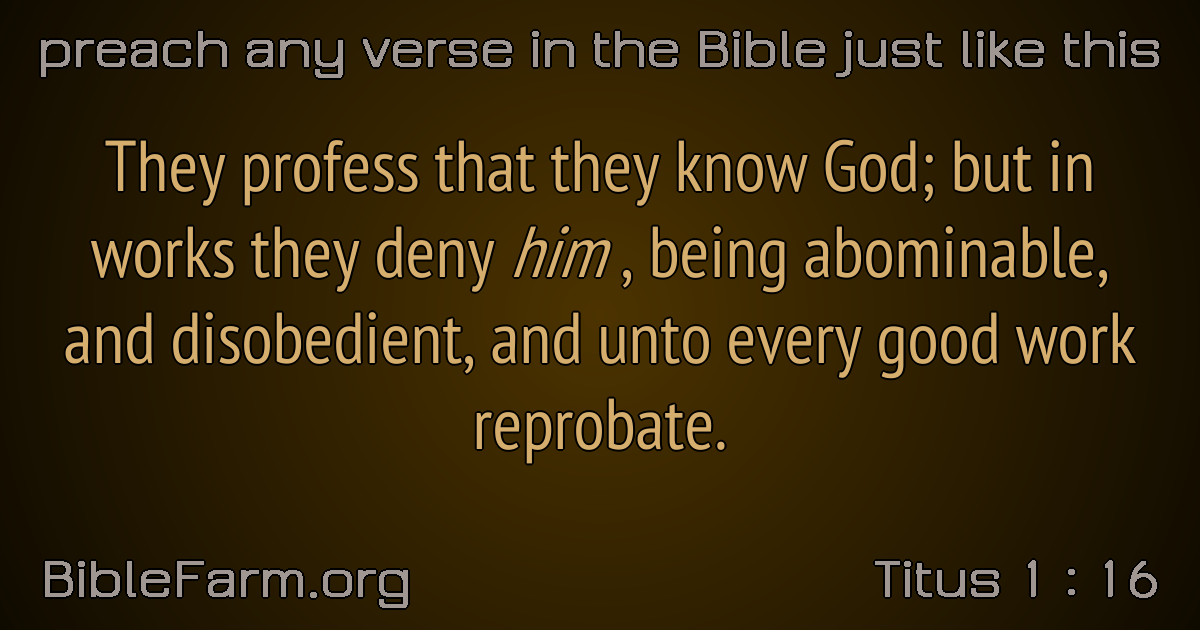 preach any verse in the Bible just like this
They profess that they know God; but in
works they deny him , being abominable,
and disobedient, and unto every good work
reprobate.
BibleFarm.org
Titus 1 : 16